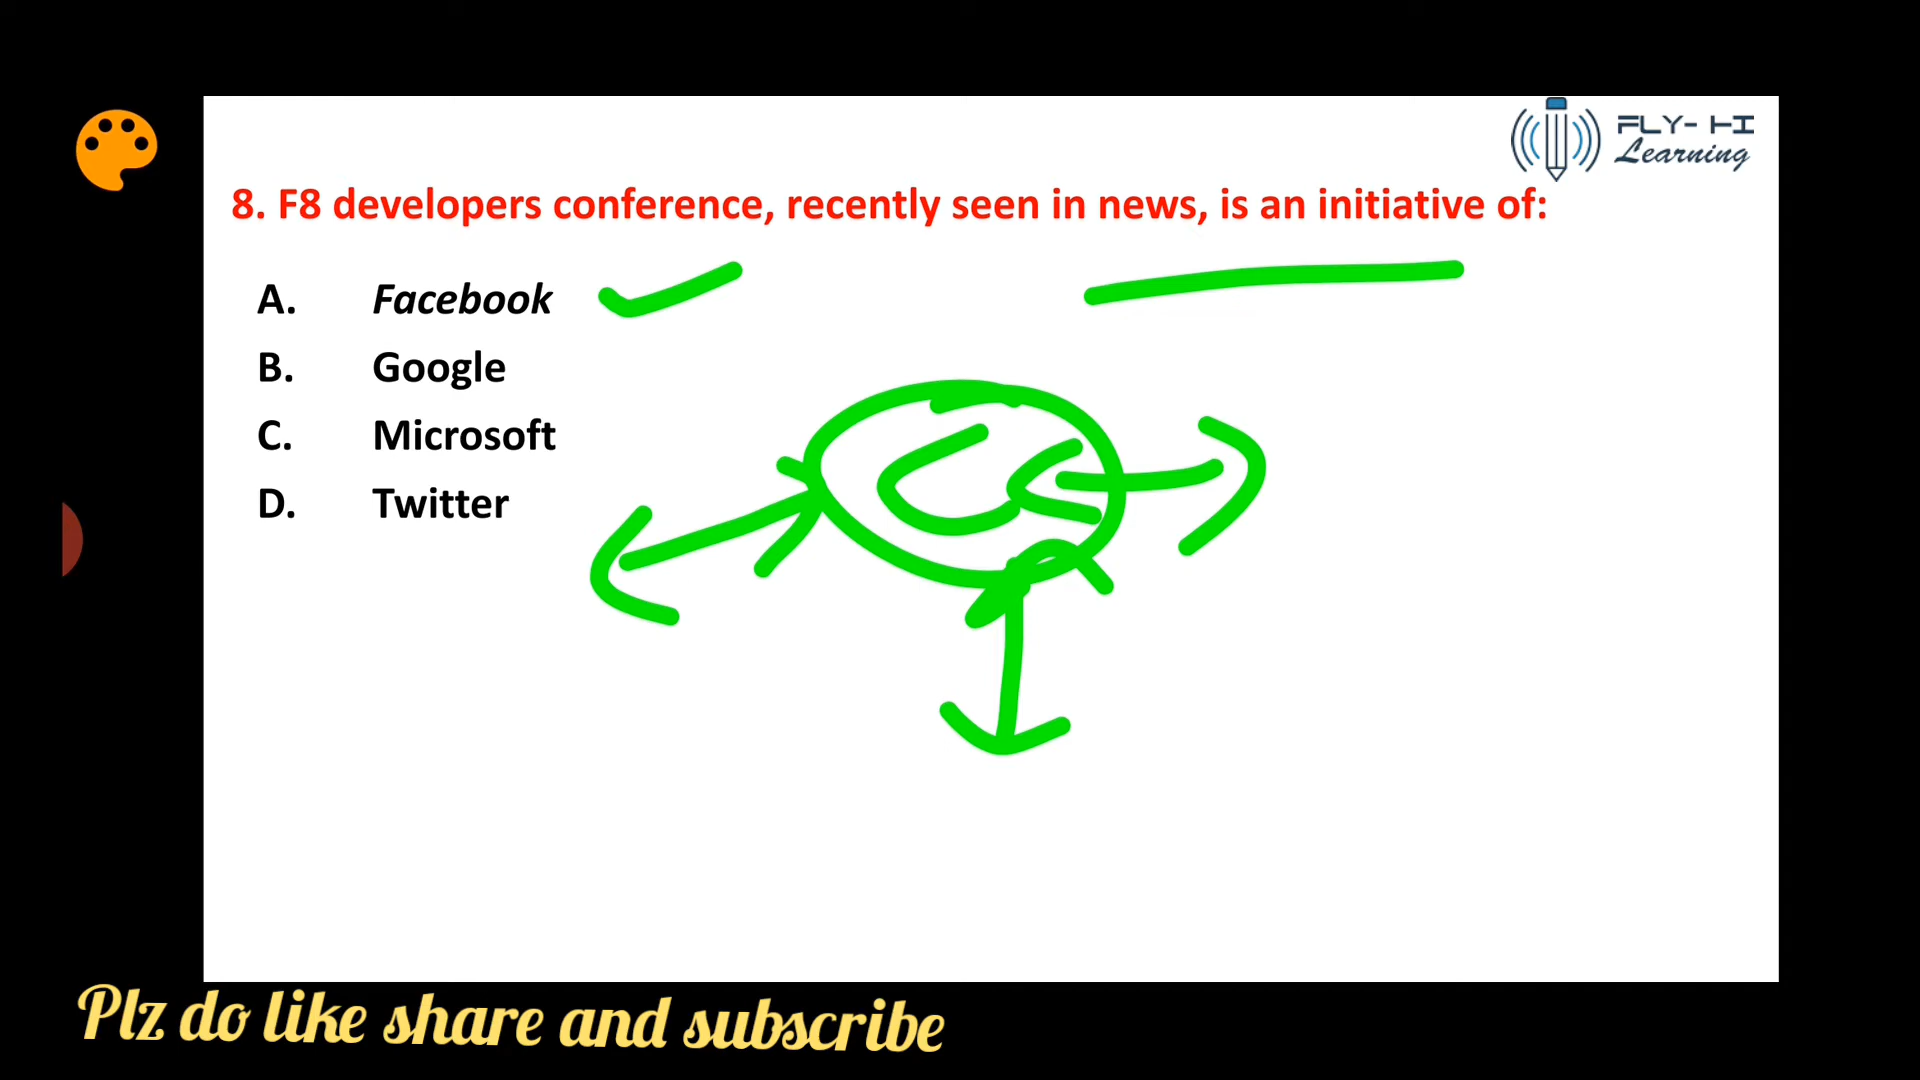 FLY-HI
Learning
8. F8 developers conference, recently seen in news, is an initiative of:
A. Facebook
B. Google
C. Microsoft
D. Twitter
Plz do like share and subscribe